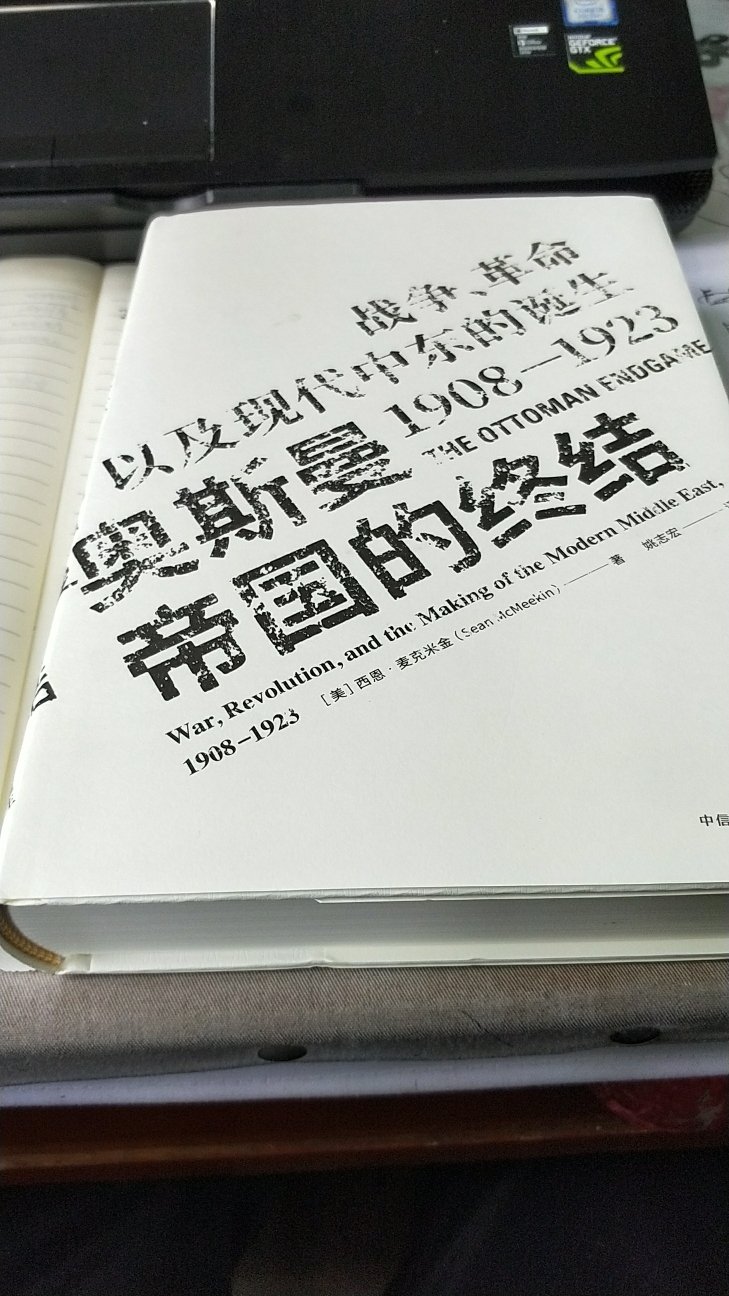 GEFORCE
GTX
战争、革命
以及现代中东的诞生、
1908—1923
THE OTTOMAN ENDGAME
奥斯曼
帝国的终结
War, Revolution, and the Making of the Modern Middle East,
1908–1923
[美]西恩·麦克米金(Sean McMeekin)——著
姚志宏——
中信